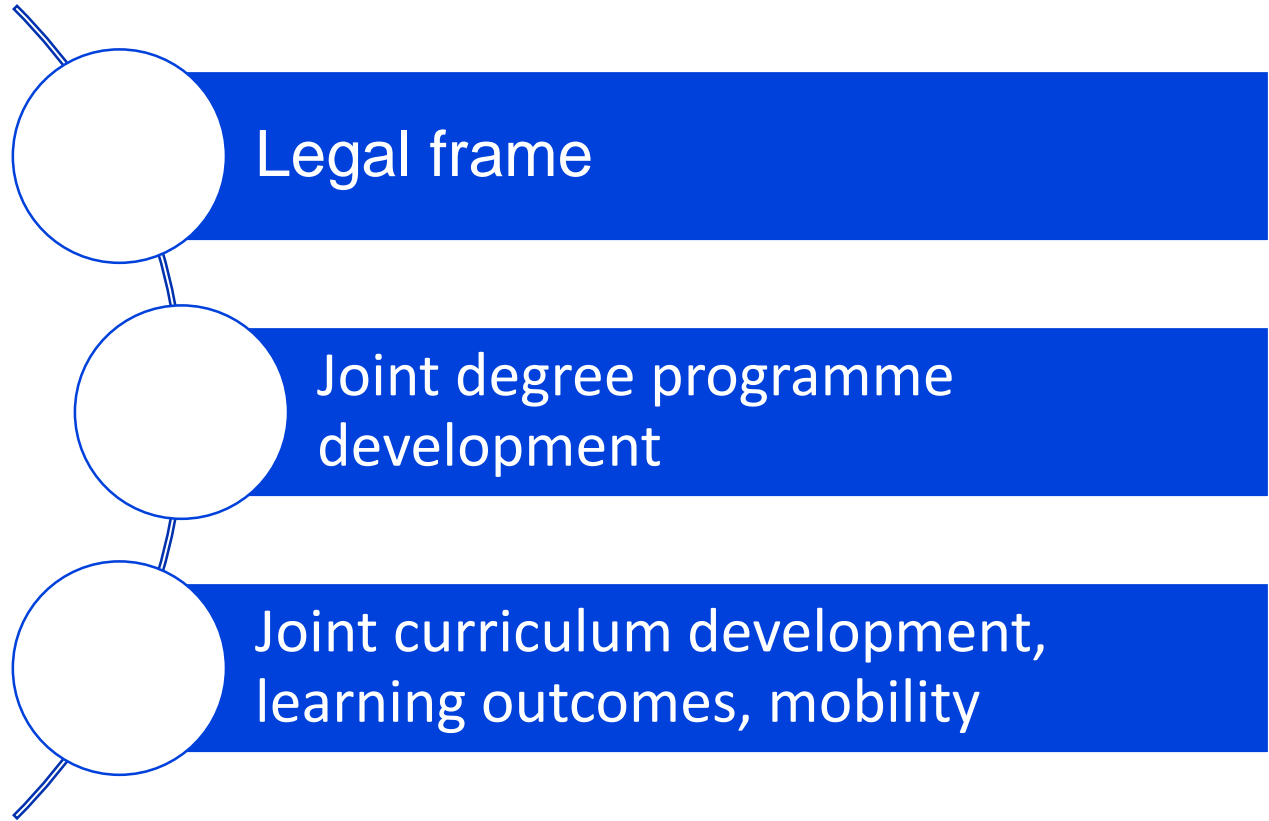 Legal frame
Joint degree programme
development
Joint curriculum development,
learning outcomes, mobility